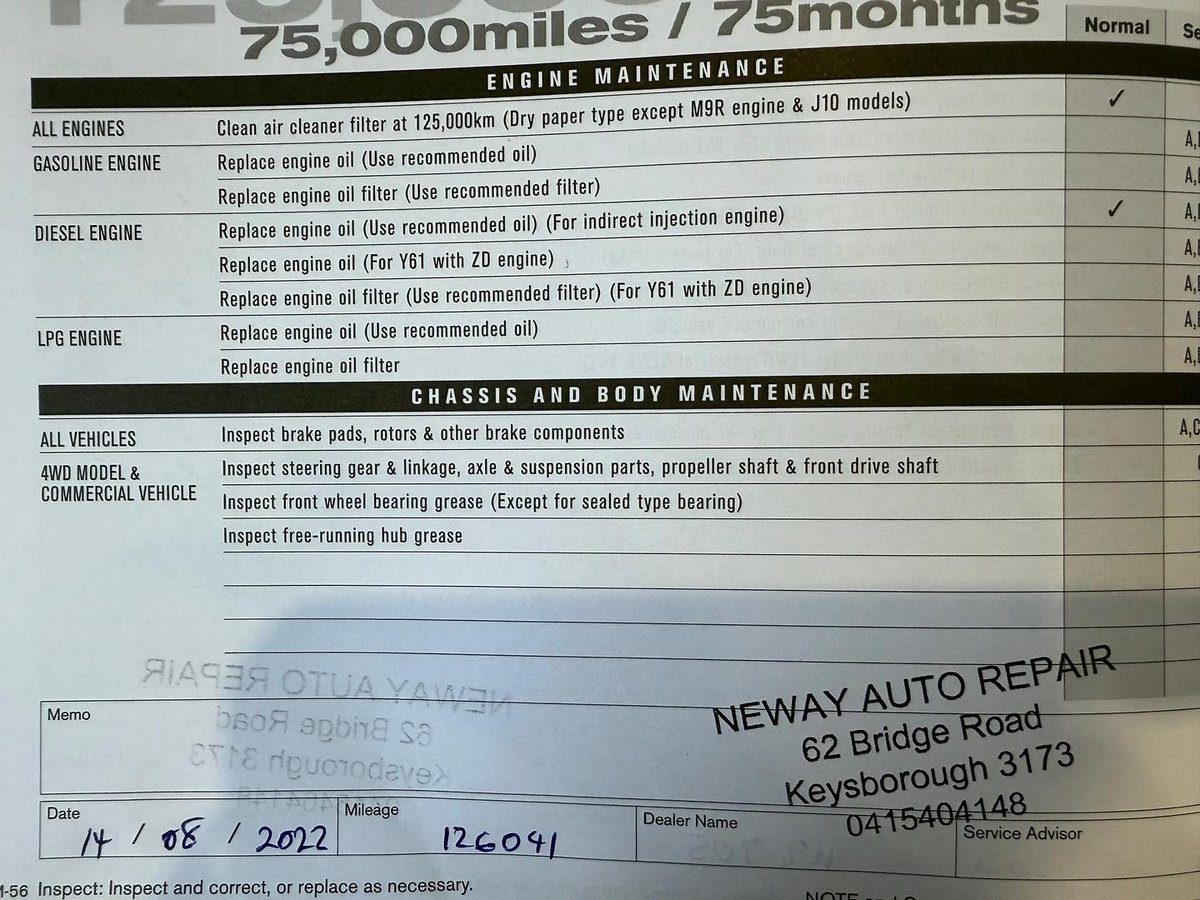 75,000miles / 75months
Normal
ENGINE MAINTENANCE
ALL ENGINES Clean air cleaner filter at 125,000km (Dry paper type except M9R engine & J10 models) ✓
GASOLINE ENGINE Replace engine oil (Use recommended oil)
Replace engine oil filter (Use recommended filter)
DIESEL ENGINE Replace engine oil (Use recommended oil) (For indirect injection engine) ✓
Replace engine oil (For Y61 with ZD engine)
Replace engine oil filter (Use recommended filter) (For Y61 with ZD engine)
LPG ENGINE Replace engine oil (Use recommended oil)
Replace engine oil filter
CHASSIS AND BODY MAINTENANCE
ALL VEHICLES Inspect brake pads, rotors & other brake components
4WD MODEL & Inspect steering gear & linkage, axle & suspension parts, propeller shaft & front drive shaft
COMMERCIAL VEHICLE
Inspect front wheel bearing grease (Except for sealed type bearing)
Inspect free-running hub grease
NEWAY AUTO REPAIR
62 Bridge Road
Keysborough 3173
0415404148
Memo
Date 14 / 08 / 2022
Mileage 126041
Dealer Name
Service Advisor
-56 Inspect: Inspect and correct, or replace as necessary.